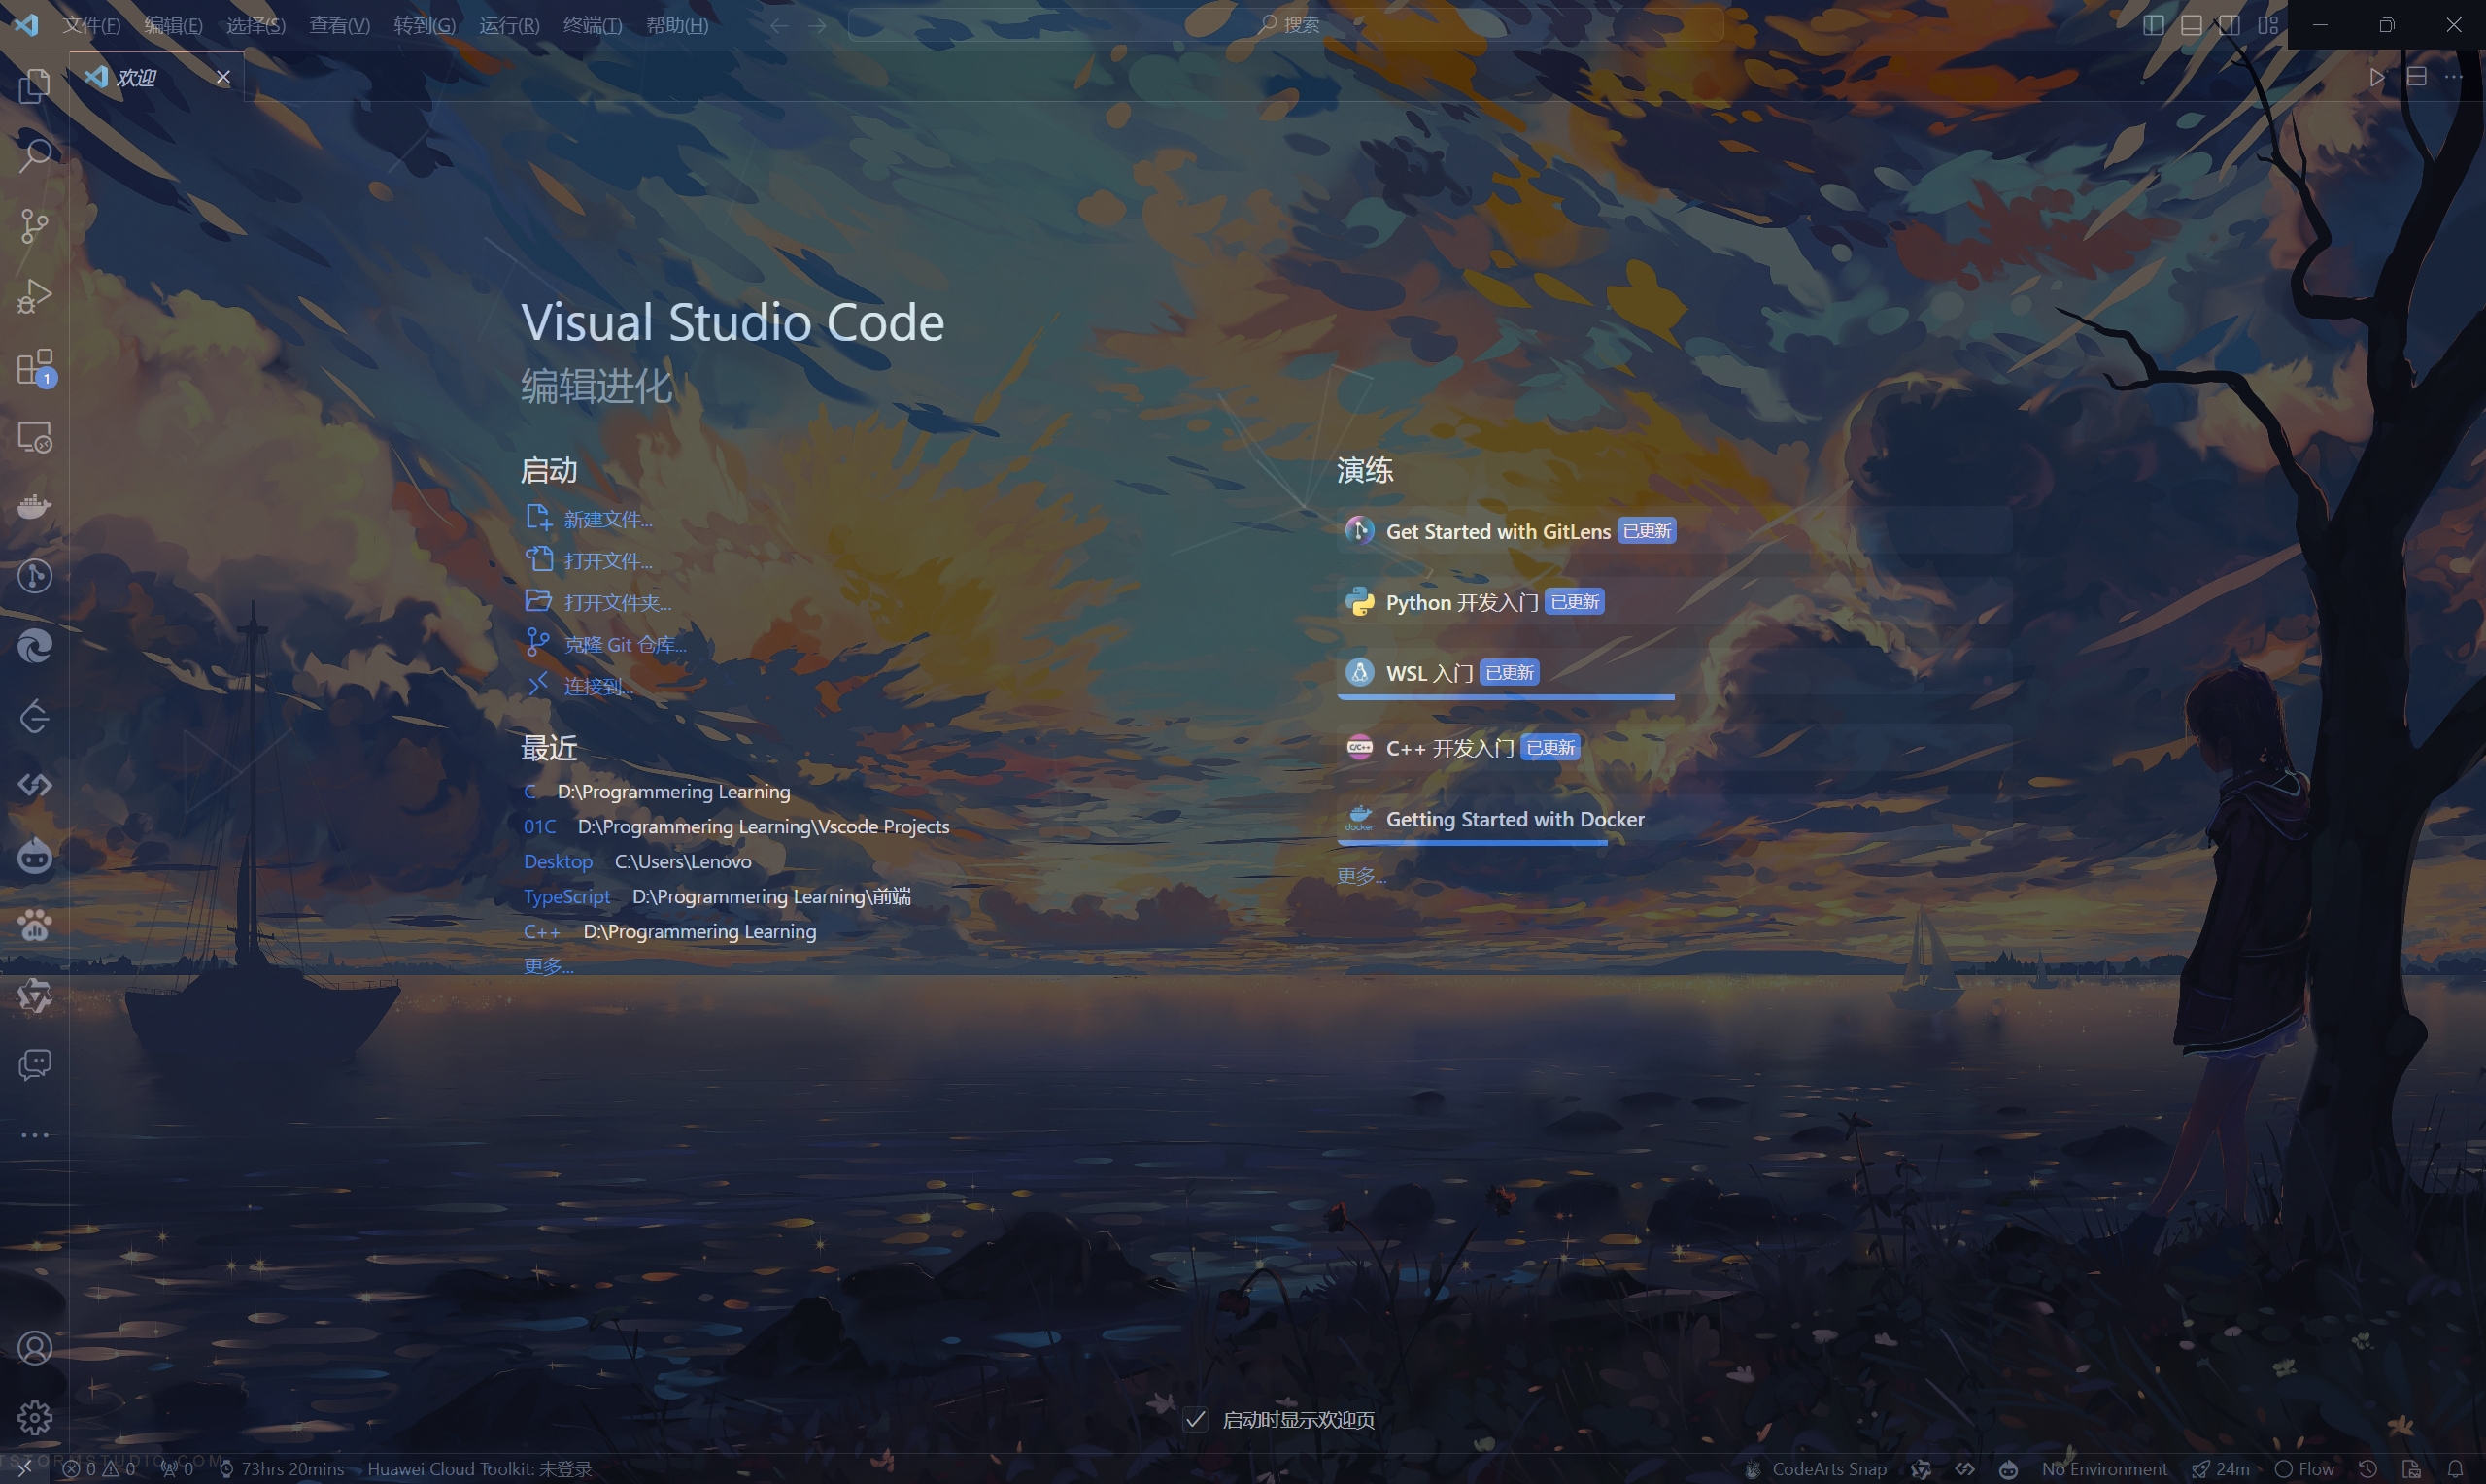 文件(F) 编辑(E) 选择(S) 查看(V) 转到(G) 运行(R) 终端(T) 帮助(H) 搜索
欢迎
1
Visual Studio Code
编辑进化
启动
新建文件...
打开文件...
打开文件夹...
克隆 Git 仓库...
连接到...
最近
C D:\Programmering Learning
01C D:\Programmering Learning\Vscode Projects
Desktop C:\Users\Lenovo
TypeScript D:\Programmering Learning\前端
C++ D:\Programmering Learning
更多...
演练
Get Started with GitLens 已更新
Python 开发入门 已更新
WSL 入门 已更新
C/C++ C++ 开发入门 已更新
docker Getting Started with Docker
更多...
启动时显示欢迎页
0 0 0 73hrs 20mins Huawei Cloud Toolkit: 未登录 CodeArts Snap No Environment 24m Flow